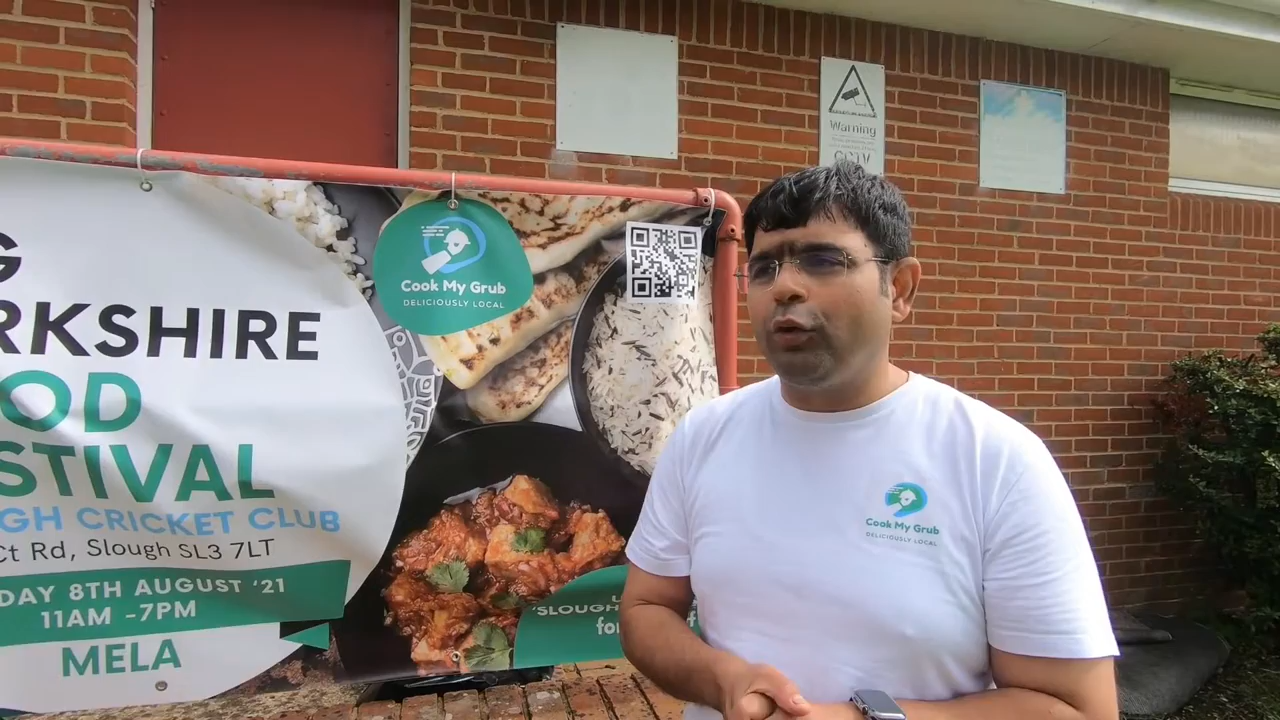 G
RKSHIRE
OD
STIVAL
GH CRICKET CLUB
Ct Rd, Slough SL3 7LT
DAY 8TH AUGUST '21
11AM -7PM
MELA
Cook My Grub
DELICIOUSLY LOCAL
'SLOUGH
for
Warning
CCTV
Cook My Grub
DELICIOUSLY LOCAL